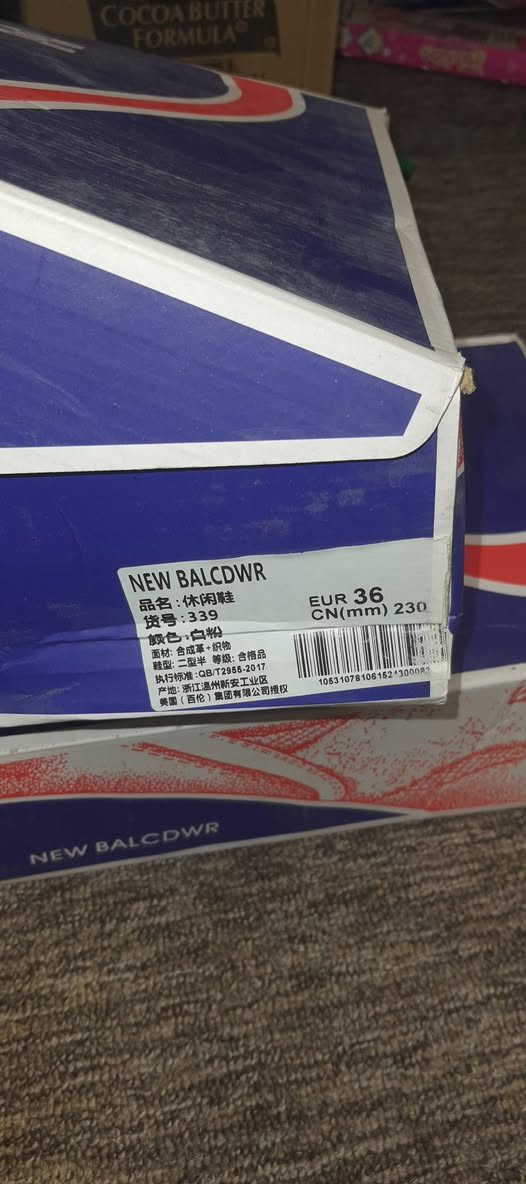 COCOA BUTTER
FORMULA®
NEW BALCDWR
品名:休闲鞋
货号:339
颜色:白粉
面材:合成革+织物
鞋型:二型半 等级:合格品
执行标准:QB/T2955-2017
产地:浙江温州新安工业区
美国(百伦)集团有限公司授权
EUR 36
CN(mm) 230
NEW BALCDWR